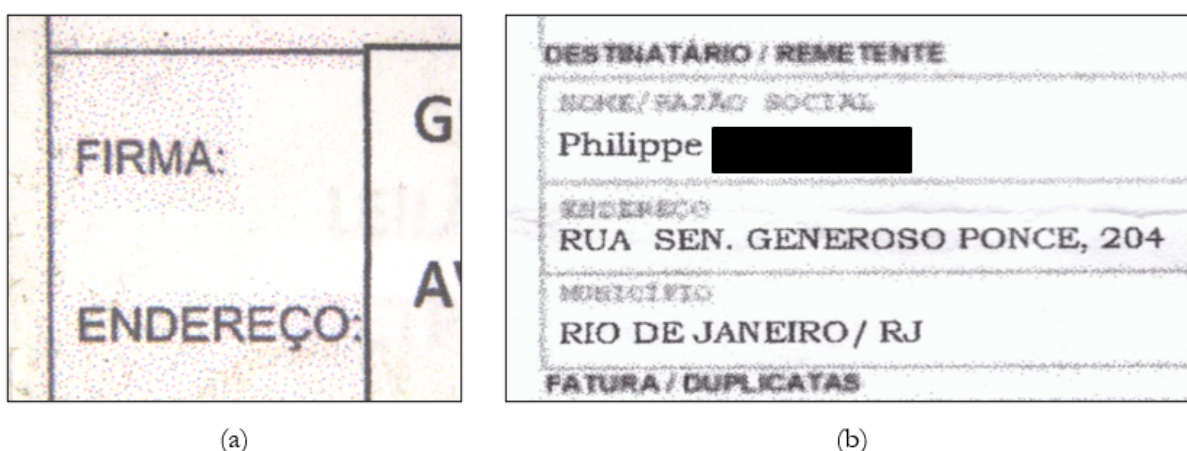 FIRMA:
G
ENDEREÇO:
AV
(a)
DESTINATÁRIO / REMETENTE
NOME/RAZÃO SOCIAL
Philippe
ENDEREÇO
RUA SEN. GENEROSO PONCE, 204
MUNICÍPIO
RIO DE JANEIRO / RJ
FATURA / DUPLICATAS
(b)